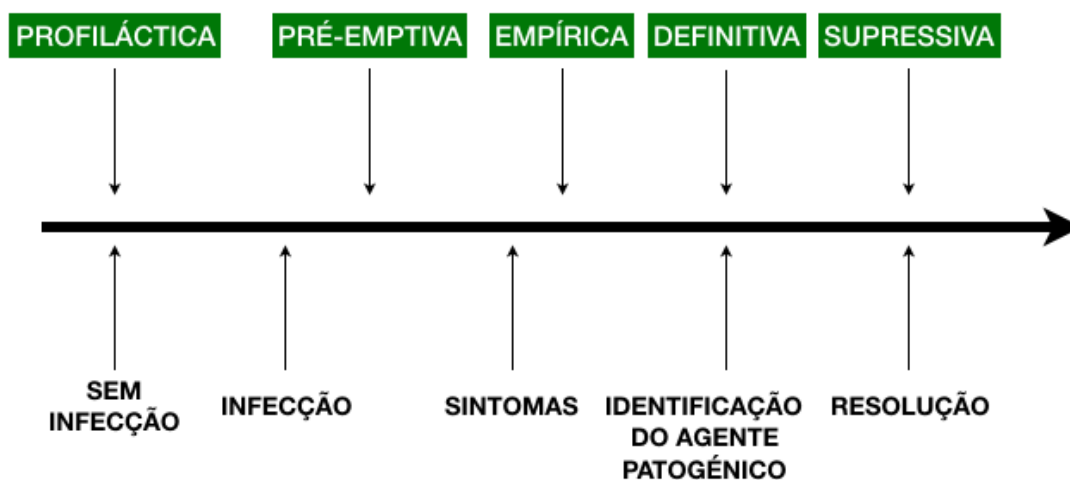 PROFILÁCTICA
PRÉ-EMPTIVA
EMPÍRICA
DEFINITIVA
SUPRESSIVA
SEM
INFECÇÃO
INFECÇÃO
SINTOMAS
IDENTIFICAÇÃO
DO AGENTE
PATOGÉNICO
RESOLUÇÃO